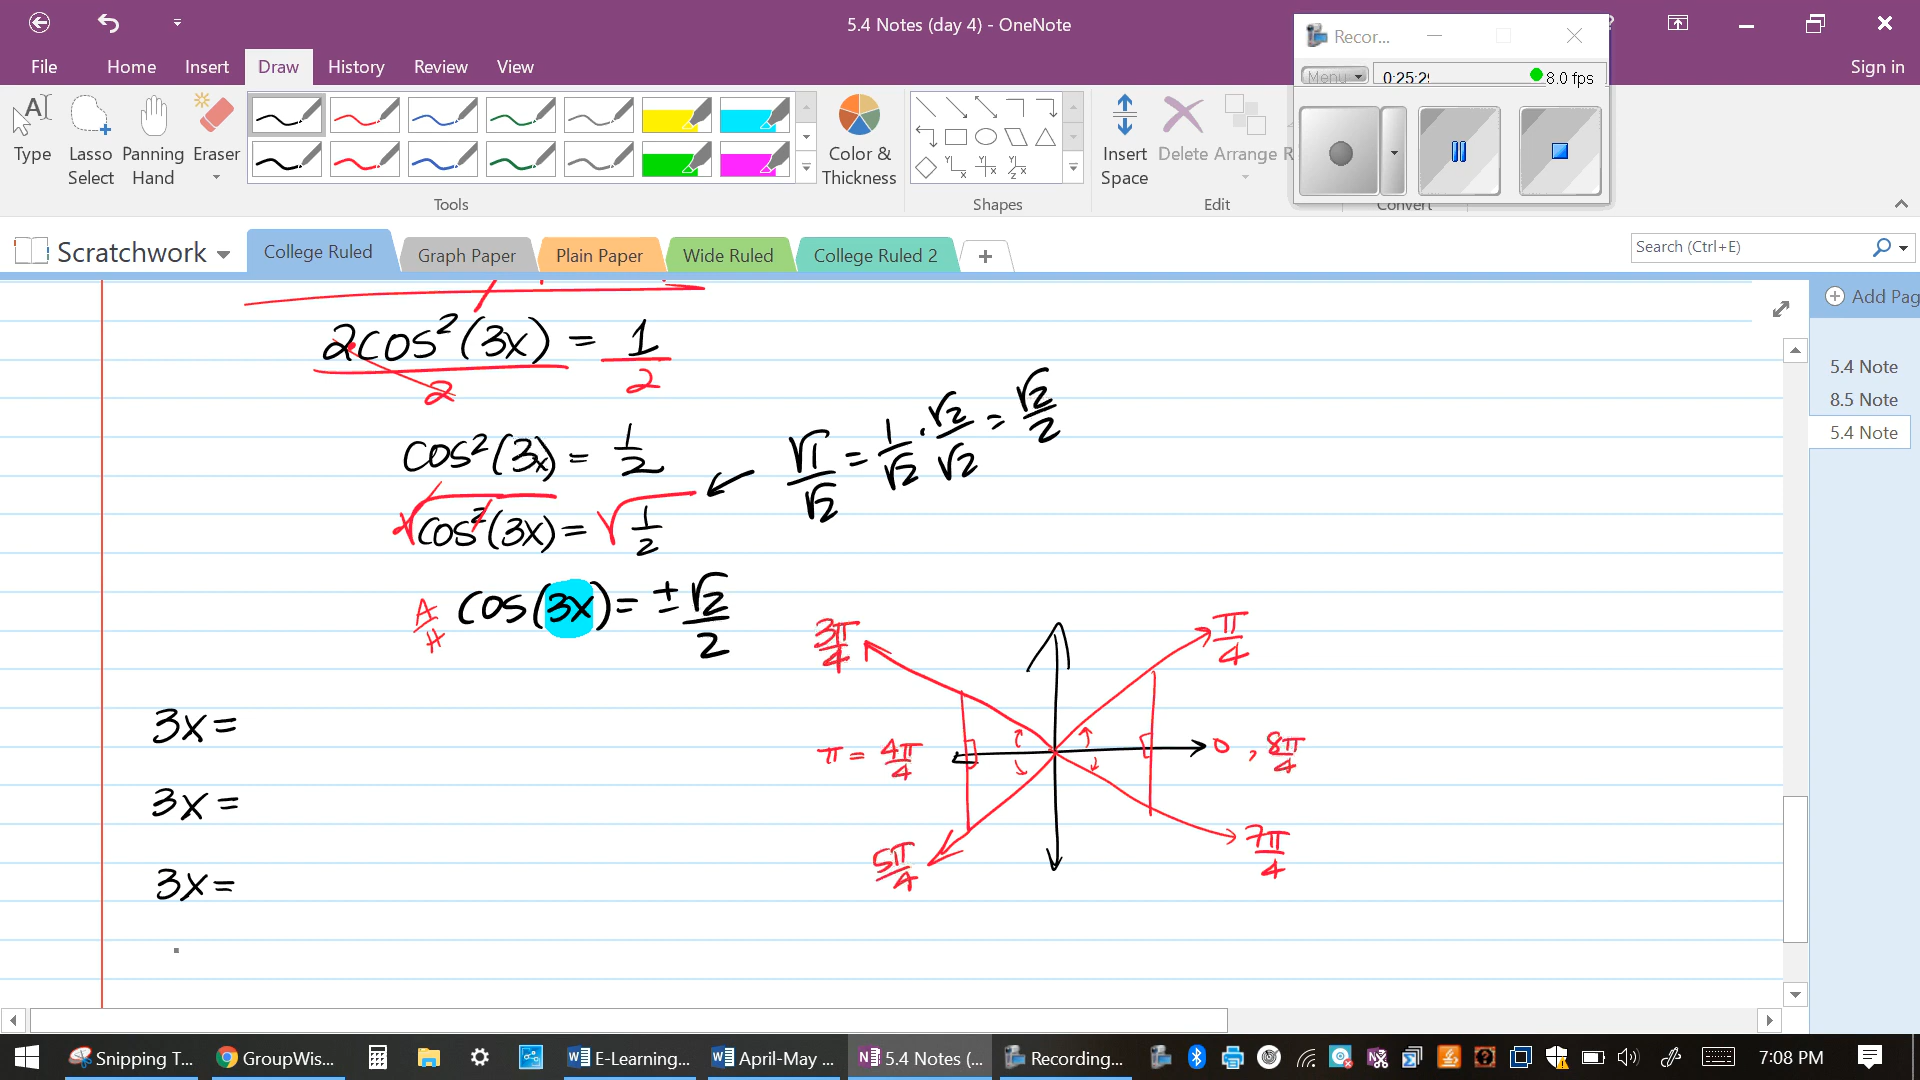 5.4 Notes (day 4) - OneNote
Recor...
File Home Insert Draw History Review View
Sign in
Menu 0:25:29 8.0 fps
Type Lasso Select Panning Hand Eraser
Color & Thickness
Insert Space Delete Arrange R
Tools Shapes Edit Convert
Scratchwork College Ruled Graph Paper Plain Paper Wide Ruled College Ruled 2 +
Search (Ctrl+E)
Add Pag
5.4 Note
8.5 Note
5.4 Note
2cos²(3x) = 1
2 2
cos²(3x) = 1/2
√1/√2 = 1/√2 · √2/√2 = √2/2
√cos²(3x) = √1/2
A/H cos(3x) = ±√2/2
3π/4 π/4
3x =
π = 4π/4 0 , 8π/4
3x =
5π/4 7π/4
3x =
Snipping T... GroupWis... E-Learning... April-May ... 5.4 Notes (... Recording... 7:08 PM